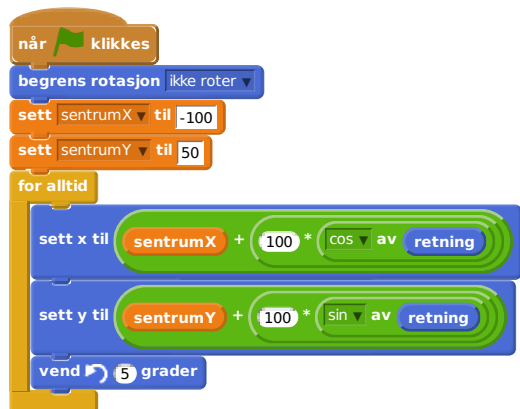 når klikkes
begrens rotasjon ikke roter
sett sentrumX til -100
sett sentrumY til 50
for alltid
sett x til sentrumX + 100 * cos av retning
sett y til sentrumY + 100 * sin av retning
vend 5 grader